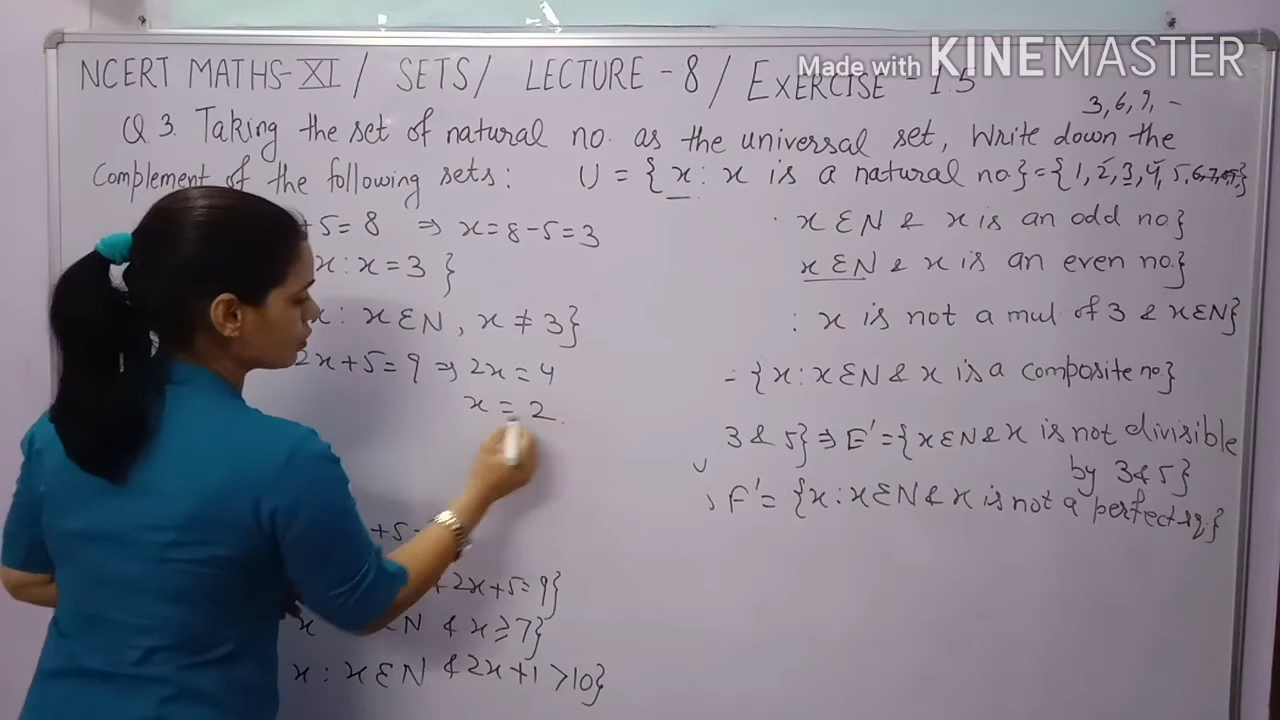 Made with KINEMASTER
NCERT MATHS-XI / SETS / LECTURE - 8 / EXERCISE - 1.5
3, 6, 9, -
Q 3. Taking the set of natural no. as the universal set, Write down the
Complement of the following sets: U = {x : x is a natural no.} = {1, 2, 3, 4, 5, 6, 7,
+5 = 8 ⇒ x = 8 - 5 = 3
x : x = 3 }
x : x ∈ N, x ≠ 3}
2x + 5 = 9 ⇒ 2x = 4
x = 2
+5
+ 2x + 5 = 9}
x N & x ≥ 7}
x : x ∈ N & 2x + 1 > 10}
x ∈ N & x is an odd no.}
x ∈ N & x is an even no.}
: x is not a mul. of 3 & x ∈ N}
= {x : x ∈ N & x is a composite no.}
3 & 5} ⇒ E' = {x ∈ N & x is not divisible
by 3 & 5}
F' = {x : x ∈ N & x is not a perfect sq.}